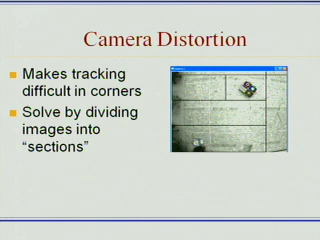 Camera Distortion
Makes tracking
difficult in corners
Solve by dividing
images into
“sections”